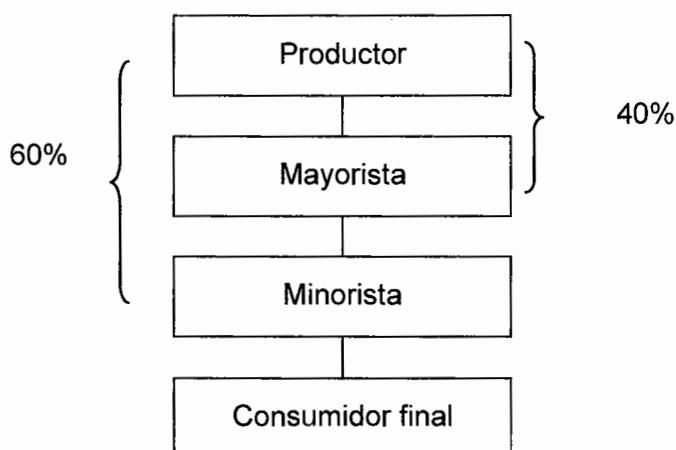 Productor
40%
60%
Mayorista
Minorista
Consumidor final